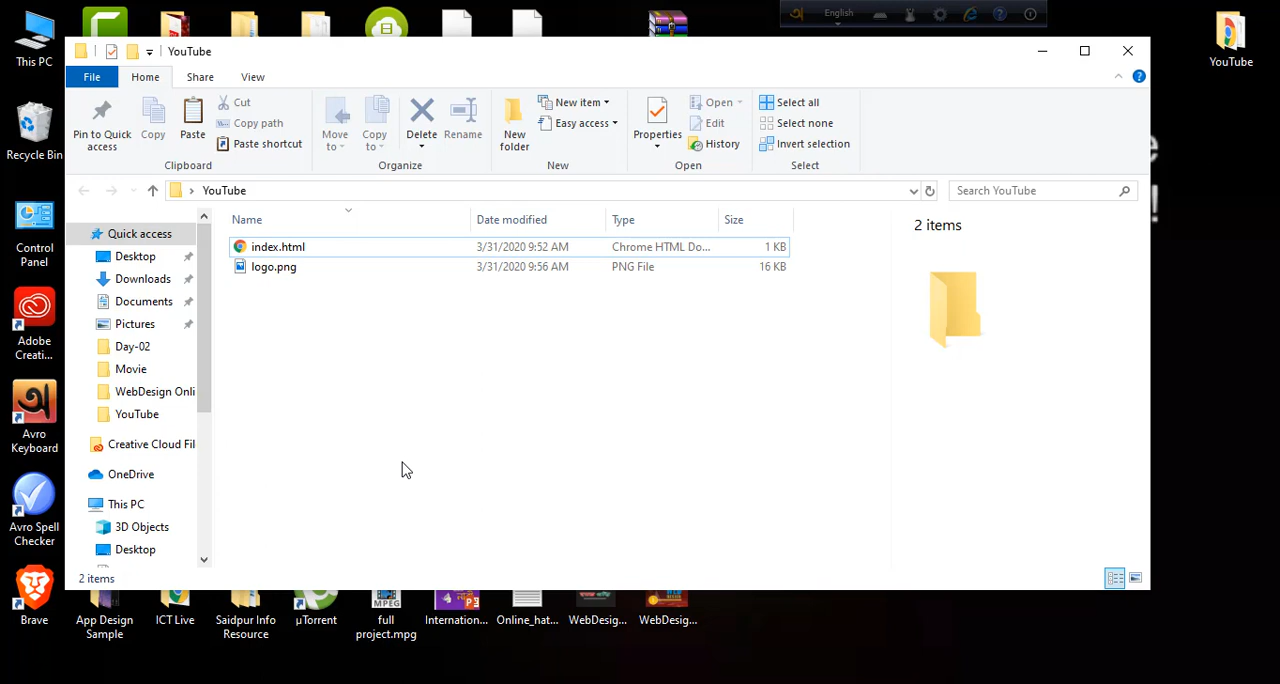 YouTube
English
This PC
Recycle Bin
Control
Panel
Adobe
Creati...
Avro
Keyboard
Avro Spell
Checker
Brave
YouTube
File
Home
Share
View
Pin to Quick
access
Copy
Paste
Cut
Copy path
Paste shortcut
Clipboard
Move
to
Copy
to
Delete
Rename
Organize
New
folder
New item
Easy access
New
Properties
Open
Edit
History
Open
Select all
Select none
Invert selection
Select
YouTube
Search YouTube
Quick access
Desktop
Downloads
Documents
Pictures
Day-02
Movie
WebDesign Onli
YouTube
Creative Cloud Fil
OneDrive
This PC
3D Objects
Desktop
Name
Date modified
Type
Size
index.html
3/31/2020 9:52 AM
Chrome HTML Do...
1 KB
logo.png
3/31/2020 9:56 AM
PNG File
16 KB
2 items
2 items
App Design
Sample
ICT Live
Saidpur Info
Resource
µTorrent
MPEG
full
project.mpg
Internation...
Online_hat...
WebDesig...
WebDesig...